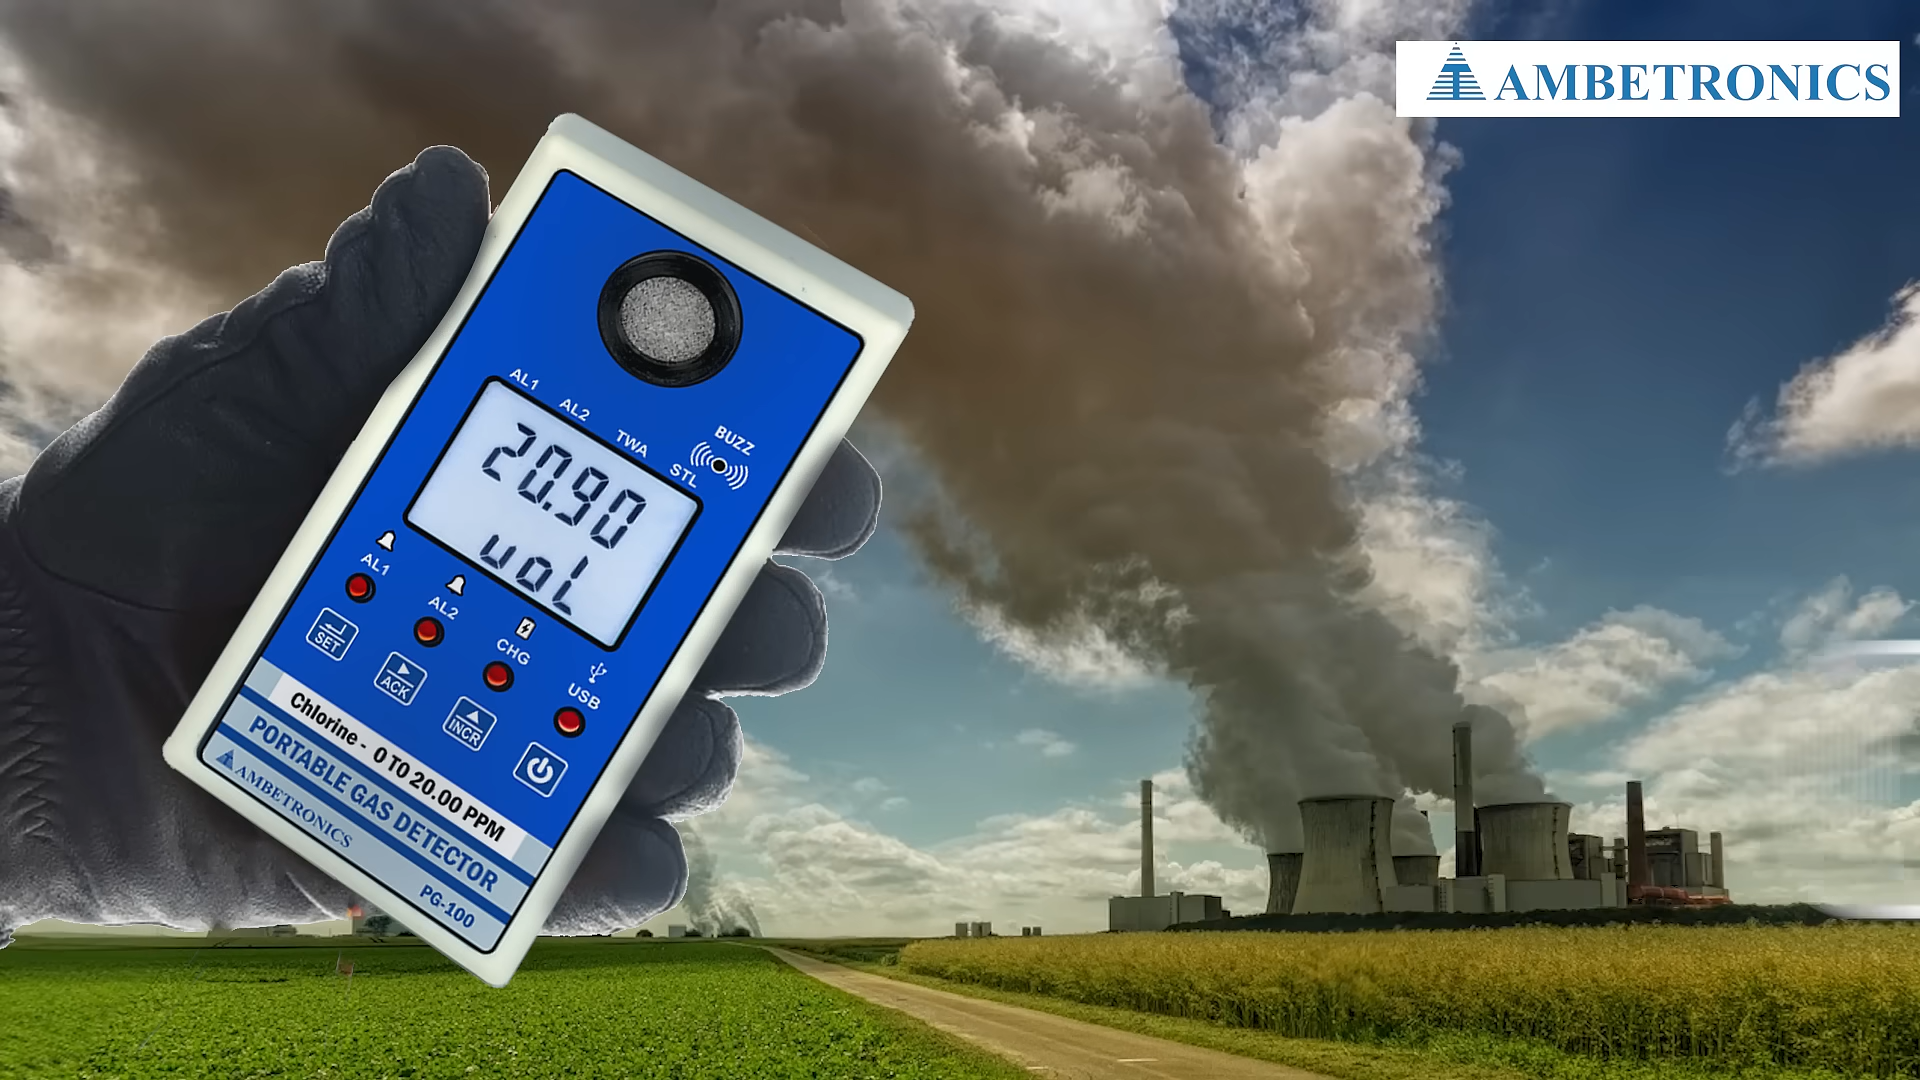 AMBETRONICS
AL1
AL2
TWA
STL
BUZZ
20.90
voL
AL1
AL2
CHG
USB
SET
ACK
INCR
Chlorine - 0 TO 20.00 PPM
PORTABLE GAS DETECTOR
AMBETRONICS
PG-100